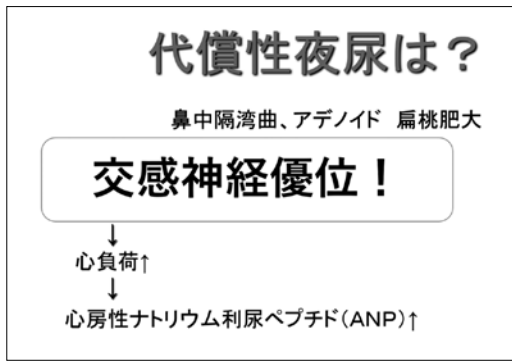 代償性夜尿は？
鼻中隔湾曲、アデノイド　扁桃肥大
交感神経優位！
↓
心負荷↑
↓
心房性ナトリウム利尿ペプチド（ANP）↑